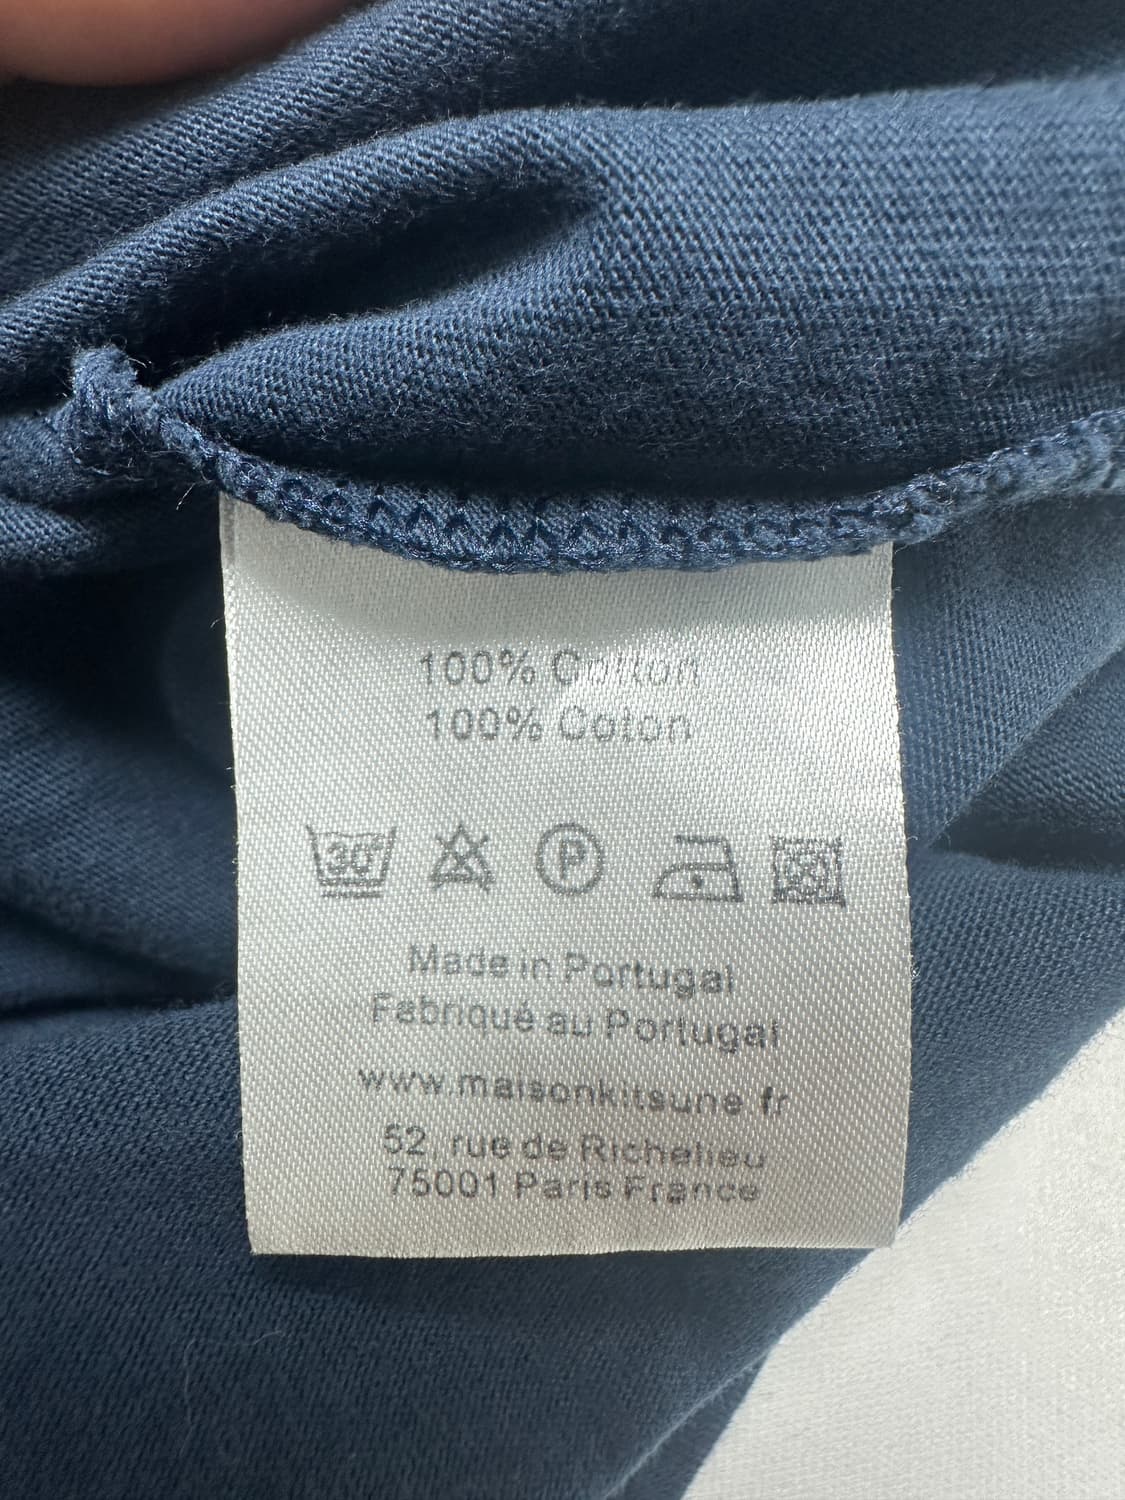 100% Cotton
100% Coton
30° P
Made in Portugal
Fabriqué au Portugal
www.maisonkitsune.fr
52, rue de Richelieu
75001 Paris France